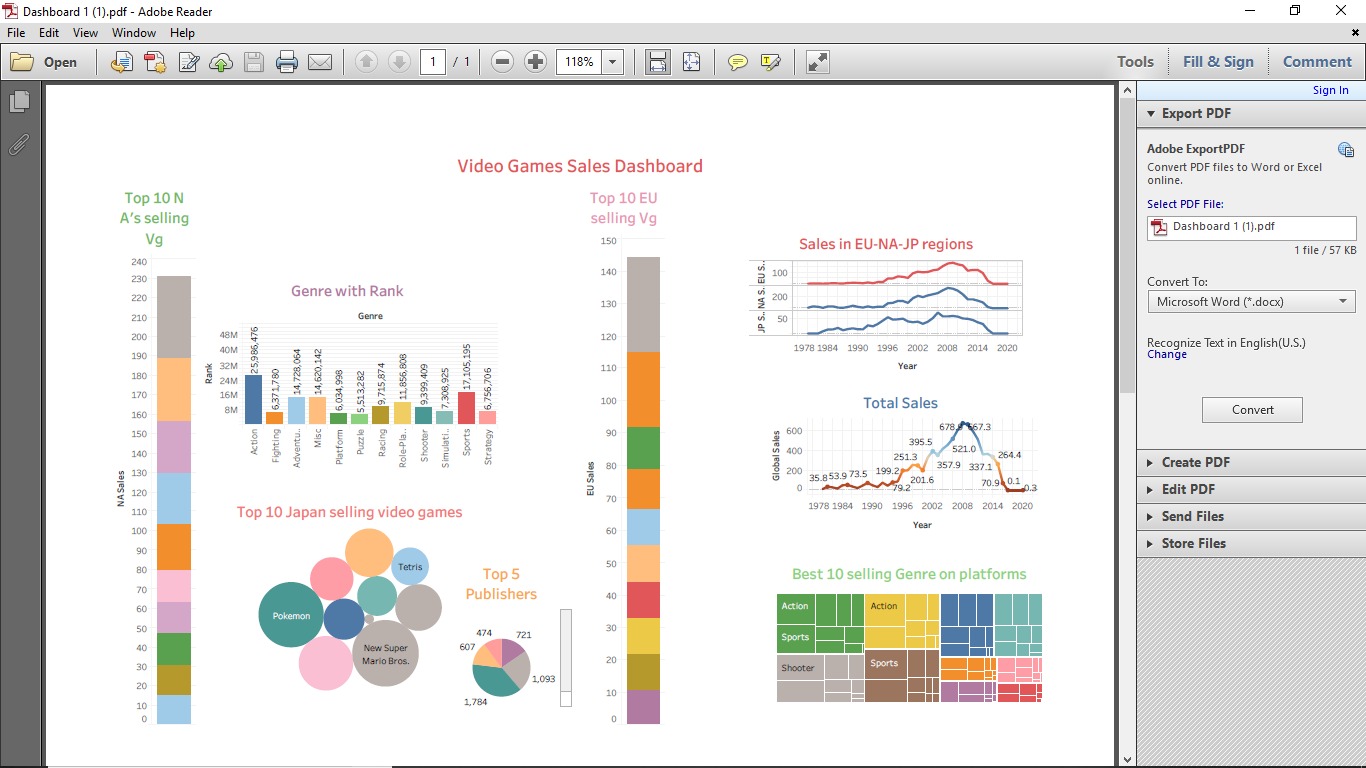 Dashboard 1 (1).pdf - Adobe Reader
File Edit View Window Help
Open 1 / 1 118% Tools Fill & Sign Comment
Sign In
Export PDF
Adobe ExportPDF
Convert PDF files to Word or Excel
online.
Select PDF File:
Dashboard 1 (1).pdf
1 file / 57 KB
Convert To:
Microsoft Word (*.docx)
Recognize Text in English(U.S.)
Change
Convert
Create PDF
Edit PDF
Send Files
Store Files
Video Games Sales Dashboard
Top 10 N
A's selling
Vg
NA Sales
240
230
220
210
200
190
180
170
160
150
140
130
120
110
100
90
80
70
60
50
40
30
20
10
0
Genre with Rank
Genre
Rank
48M
40M
32M
24M
16M
8M
25,986,476
6,371,780
14,728,064
14,620,142
6,034,998
5,513,282
9,715,874
11,856,808
9,399,409
7,308,925
17,105,195
6,756,706
Action
Fighting
Adventu..
Misc
Platform
Puzzle
Racing
Role-Pla..
Shooter
Simulati..
Sports
Strategy
Top 10 Japan selling video games
Tetris
Pokemon
New Super
Mario Bros.
Top 5
Publishers
474 721
607
1,093
1,784
Top 10 EU
selling Vg
EU Sales
150
140
130
120
110
100
90
80
70
60
50
40
30
20
10
0
Sales in EU-NA-JP regions
EU S..
100
NA S..
200
JP S..
50
1978 1984 1990 1996 2002 2008 2014 2020
Year
Total Sales
Global Sales
600
400
200
0
35.8 53.9 73.5 199.2 79.2 251.3 201.6 395.5 357.9 678.9 521.0 667.3 337.1 264.4 70.9 0.1 0.3
1978 1984 1990 1996 2002 2008 2014 2020
Year
Best 10 selling Genre on platforms
Action Action
Sports
Shooter Sports